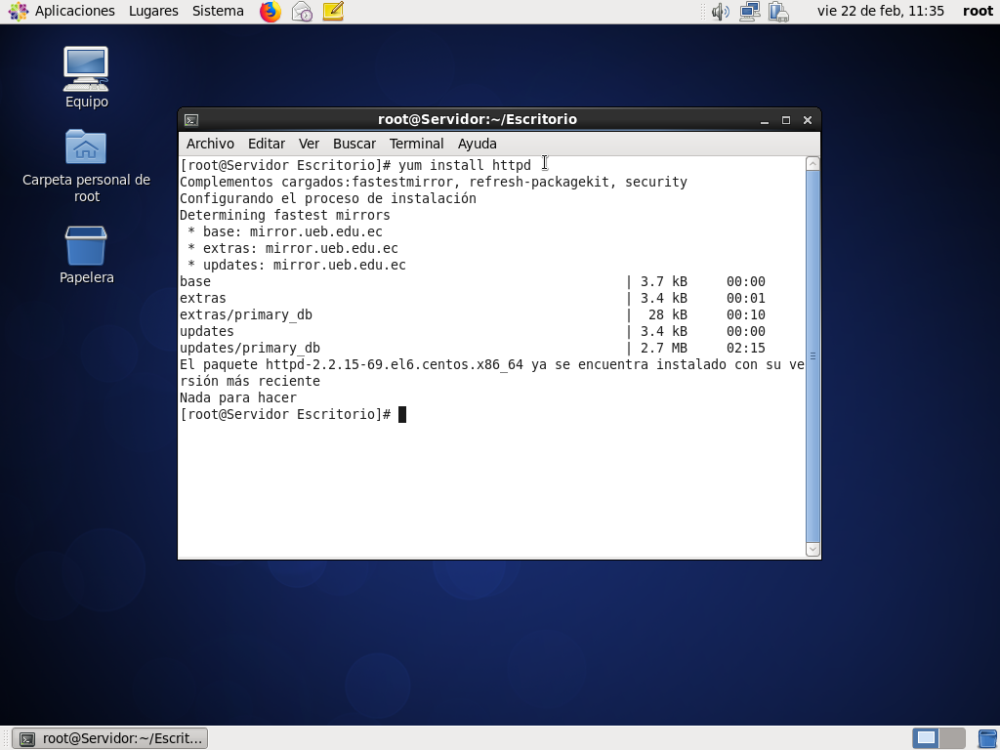 Aplicaciones Lugares Sistema vie 22 de feb, 11:35 root
Equipo
Carpeta personal de
root
Papelera
root@Servidor:~/Escritorio
Archivo Editar Ver Buscar Terminal Ayuda
[root@Servidor Escritorio]# yum install httpd
Complementos cargados:fastestmirror, refresh-packagekit, security
Configurando el proceso de instalación
Determining fastest mirrors
 * base: mirror.ueb.edu.ec
 * extras: mirror.ueb.edu.ec
 * updates: mirror.ueb.edu.ec
base | 3.7 kB 00:00
extras | 3.4 kB 00:01
extras/primary_db | 28 kB 00:10
updates | 3.4 kB 00:00
updates/primary_db | 2.7 MB 02:15
El paquete httpd-2.2.15-69.el6.centos.x86_64 ya se encuentra instalado con su ve
rsión más reciente
Nada para hacer
[root@Servidor Escritorio]#
root@Servidor:~/Escrit...